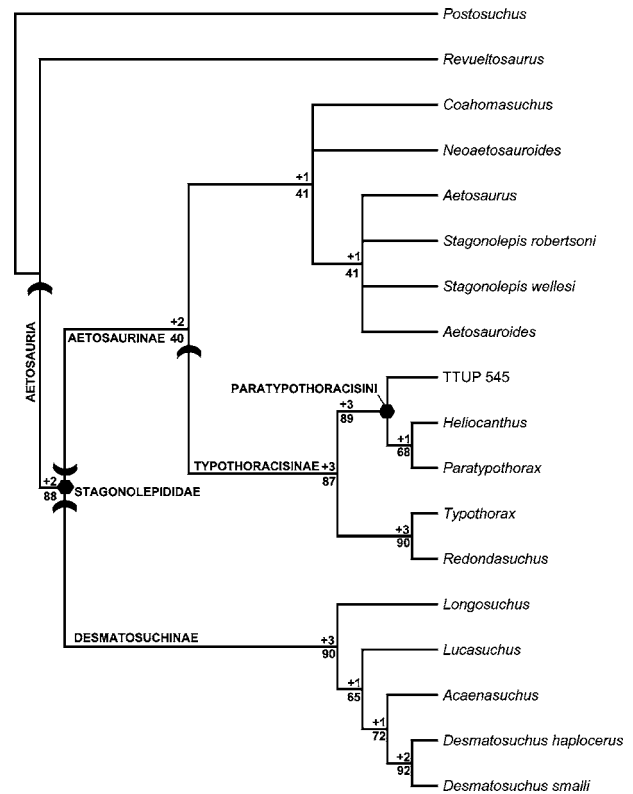 Postosuchus
Revueltosaurus
Coahomasuchus
Neoaetosauroides
+1
41
Aetosaurus
Stagonolepis robertsoni
+1
41
Stagonolepis wellesi
Aetosauroides
AETOSAURIA
+2
AETOSAURINAE 40
PARATYPOTHORACISINI
TTUP 545
+3
89
Heliocanthus
+1
68
Paratypothorax
TYPOTHORACISINAE +3
87
+2
88
STAGONOLEPIDIDAE
Typothorax
+3
90
Redondasuchus
Longosuchus
DESMATOSUCHINAE
+3
90
Lucasuchus
+1
65
Acaenasuchus
+1
72
Desmatosuchus haplocerus
+2
92
Desmatosuchus smalli